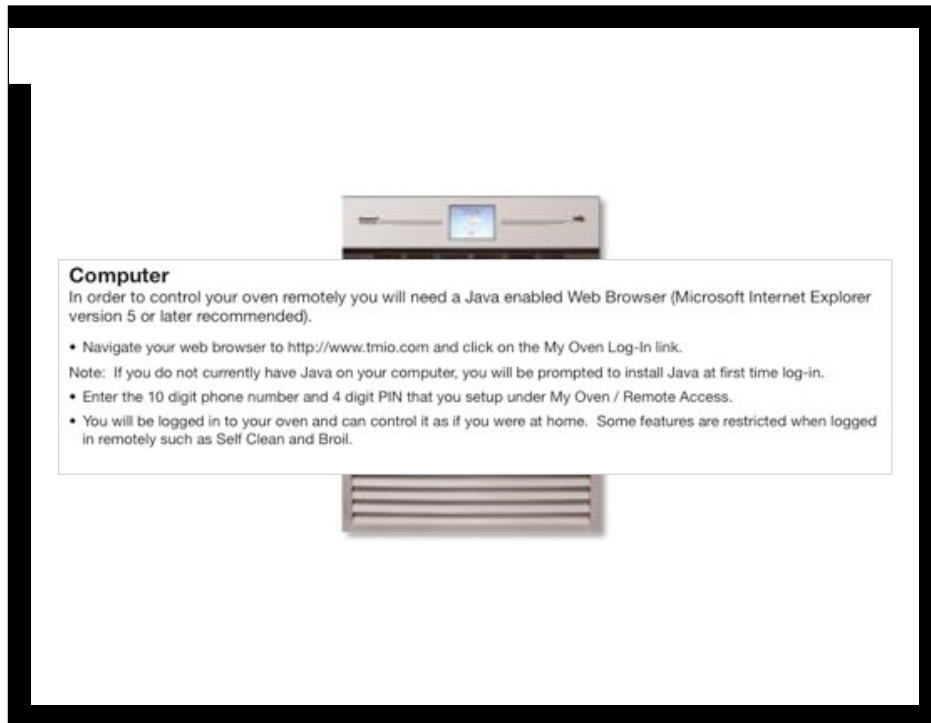 Computer
In order to control your oven remotely you will need a Java enabled Web Browser (Microsoft Internet Explorer
version 5 or later recommended).
• Navigate your web browser to http://www.tmio.com and click on the My Oven Log-In link.
Note: If you do not currently have Java on your computer, you will be prompted to install Java at first time log-in.
• Enter the 10 digit phone number and 4 digit PIN that you setup under My Oven / Remote Access.
• You will be logged in to your oven and can control it as if you were at home. Some features are restricted when logged
in remotely such as Self Clean and Broil.